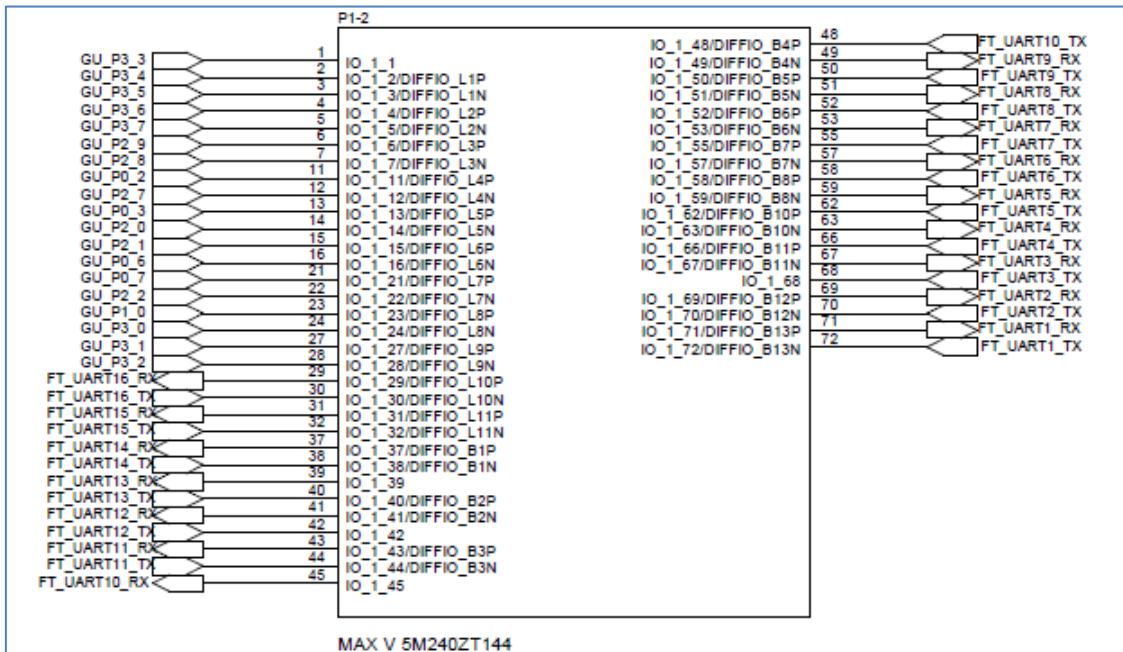 P1-2
GU_P3_3 1 IO_1_1
GU_P3_4 2 IO_1_2/DIFFIO_L1P
GU_P3_5 3 IO_1_3/DIFFIO_L1N
GU_P3_6 4 IO_1_4/DIFFIO_L2P
GU_P3_7 5 IO_1_5/DIFFIO_L2N
GU_P2_9 6 IO_1_6/DIFFIO_L3P
GU_P2_8 7 IO_1_7/DIFFIO_L3N
GU_P0_2 11 IO_1_11/DIFFIO_L4P
GU_P2_7 12 IO_1_12/DIFFIO_L4N
GU_P0_3 13 IO_1_13/DIFFIO_L5P
GU_P2_0 14 IO_1_14/DIFFIO_L5N
GU_P2_1 15 IO_1_15/DIFFIO_L6P
GU_P0_6 16 IO_1_16/DIFFIO_L6N
GU_P0_7 21 IO_1_21/DIFFIO_L7P
GU_P2_2 22 IO_1_22/DIFFIO_L7N
GU_P1_0 23 IO_1_23/DIFFIO_L8P
GU_P3_0 24 IO_1_24/DIFFIO_L8N
GU_P3_1 27 IO_1_27/DIFFIO_L9P
GU_P3_2 28 IO_1_28/DIFFIO_L9N
FT_UART16_RX 29 IO_1_29/DIFFIO_L10P
FT_UART16_TX 30 IO_1_30/DIFFIO_L10N
FT_UART15_RX 31 IO_1_31/DIFFIO_L11P
FT_UART15_TX 32 IO_1_32/DIFFIO_L11N
FT_UART14_RX 37 IO_1_37/DIFFIO_B1P
FT_UART14_TX 38 IO_1_38/DIFFIO_B1N
FT_UART13_RX 39 IO_1_39
FT_UART13_TX 40 IO_1_40/DIFFIO_B2P
FT_UART12_RX 41 IO_1_41/DIFFIO_B2N
FT_UART12_TX 42 IO_1_42
FT_UART11_RX 43 IO_1_43/DIFFIO_B3P
FT_UART11_TX 44 IO_1_44/DIFFIO_B3N
FT_UART10_RX 45 IO_1_45
IO_1_48/DIFFIO_B4P 48 FT_UART10_TX
IO_1_49/DIFFIO_B4N 49 FT_UART9_RX
IO_1_50/DIFFIO_B5P 50 FT_UART9_TX
IO_1_51/DIFFIO_B5N 51 FT_UART8_RX
IO_1_52/DIFFIO_B6P 52 FT_UART8_TX
IO_1_53/DIFFIO_B6N 53 FT_UART7_RX
IO_1_55/DIFFIO_B7P 55 FT_UART7_TX
IO_1_57/DIFFIO_B7N 57 FT_UART6_RX
IO_1_58/DIFFIO_B8P 58 FT_UART6_TX
IO_1_59/DIFFIO_B8N 59 FT_UART5_RX
IO_1_62/DIFFIO_B10P 62 FT_UART5_TX
IO_1_63/DIFFIO_B10N 63 FT_UART4_RX
IO_1_66/DIFFIO_B11P 66 FT_UART4_TX
IO_1_67/DIFFIO_B11N 67 FT_UART3_RX
IO_1_68 68 FT_UART3_TX
IO_1_69/DIFFIO_B12P 69 FT_UART2_RX
IO_1_70/DIFFIO_B12N 70 FT_UART2_TX
IO_1_71/DIFFIO_B13P 71 FT_UART1_RX
IO_1_72/DIFFIO_B13N 72 FT_UART1_TX
MAX V 5M240ZT144